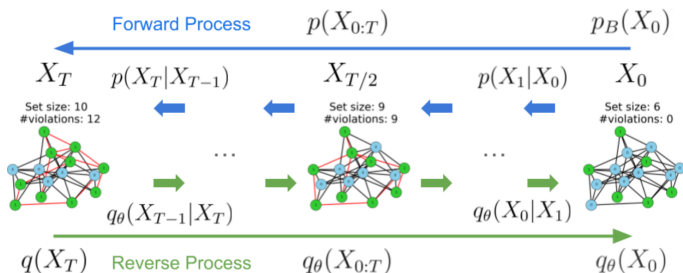 Forward Process p(X_{0:T}) p_B(X_0)
X_T p(X_T|X_{T-1}) X_{T/2} p(X_1|X_0) X_0
Set size: 10
#violations: 12
Set size: 9
#violations: 9
Set size: 6
#violations: 0
... ...
q_θ(X_{T-1}|X_T) q_θ(X_0|X_1)
q(X_T) Reverse Process q_θ(X_{0:T}) q_θ(X_0)